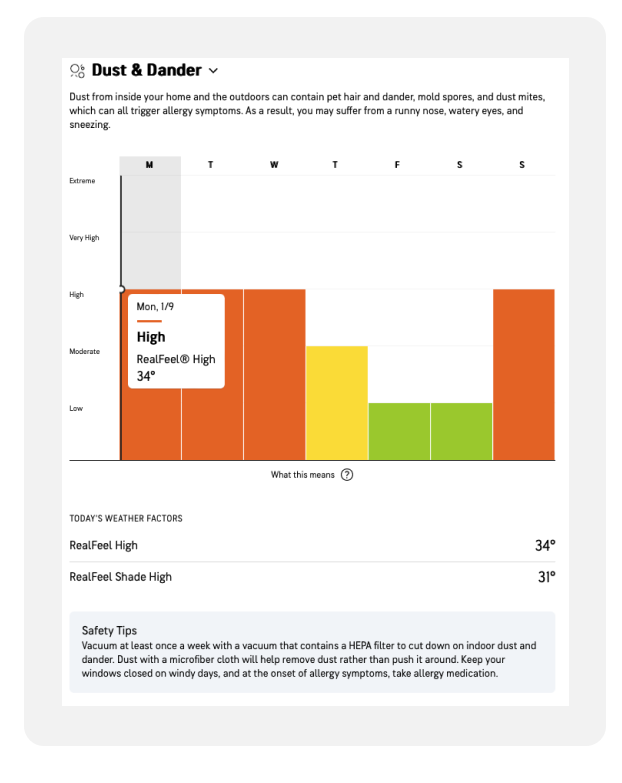 Dust & Dander
Dust from inside your home and the outdoors can contain pet hair and dander, mold spores, and dust mites,
which can all trigger allergy symptoms. As a result, you may suffer from a runny nose, watery eyes, and
sneezing.
M T W T F S S
Extreme
Very High
High
Moderate
Low
Mon, 1/9
High
RealFeel® High
34°
What this means ?
TODAY'S WEATHER FACTORS
RealFeel High 34°
RealFeel Shade High 31°
Safety Tips
Vacuum at least once a week with a vacuum that contains a HEPA filter to cut down on indoor dust and
dander. Dust with a microfiber cloth will help remove dust rather than push it around. Keep your
windows closed on windy days, and at the onset of allergy symptoms, take allergy medication.